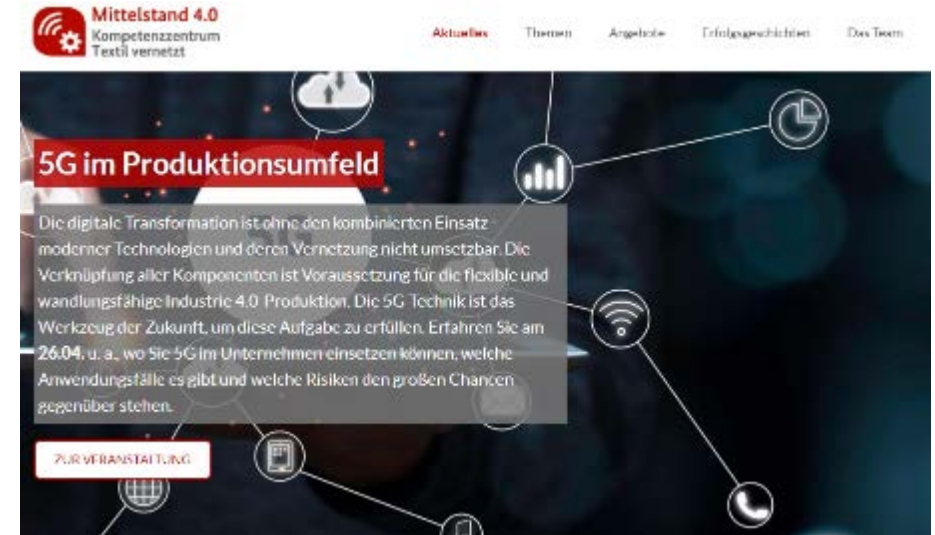 Mittelstand 4.0
Kompetenzzentrum
Textil vernetzt
Aktuelles Themen Angebote Erfolgsgeschichten Das Team
5G im Produktionsumfeld
Die digitale Transformation ist ohne den kombinierten Einsatz
moderner Technologien und deren Vernetzung nicht umsetzbar. Die
Verknüpfung aller Komponenten ist Voraussetzung für die flexible und
wandlungsfähige Industrie 4.0 Produktion. Die 5G Technik ist das
Werkzeug der Zukunft, um diese Aufgabe zu erfüllen. Erfahren Sie am
26.04. u. a., wo Sie 5G im Unternehmen einsetzen können, welche
Anwendungsfälle es gibt und welche Risiken den großen Chancen
gegenüber stehen.
ZUR VERANSTALTUNG